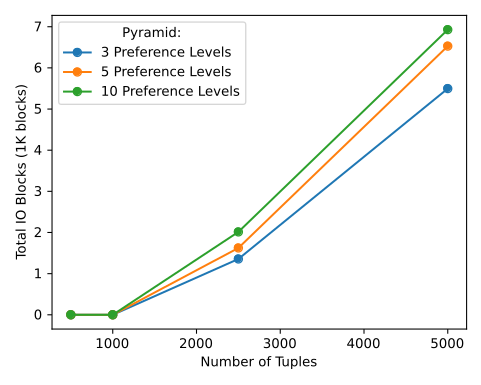 Pyramid:
3 Preference Levels
5 Preference Levels
10 Preference Levels
Total IO Blocks (1K blocks)
7
6
5
4
3
2
1
0
1000 2000 3000 4000 5000
Number of Tuples